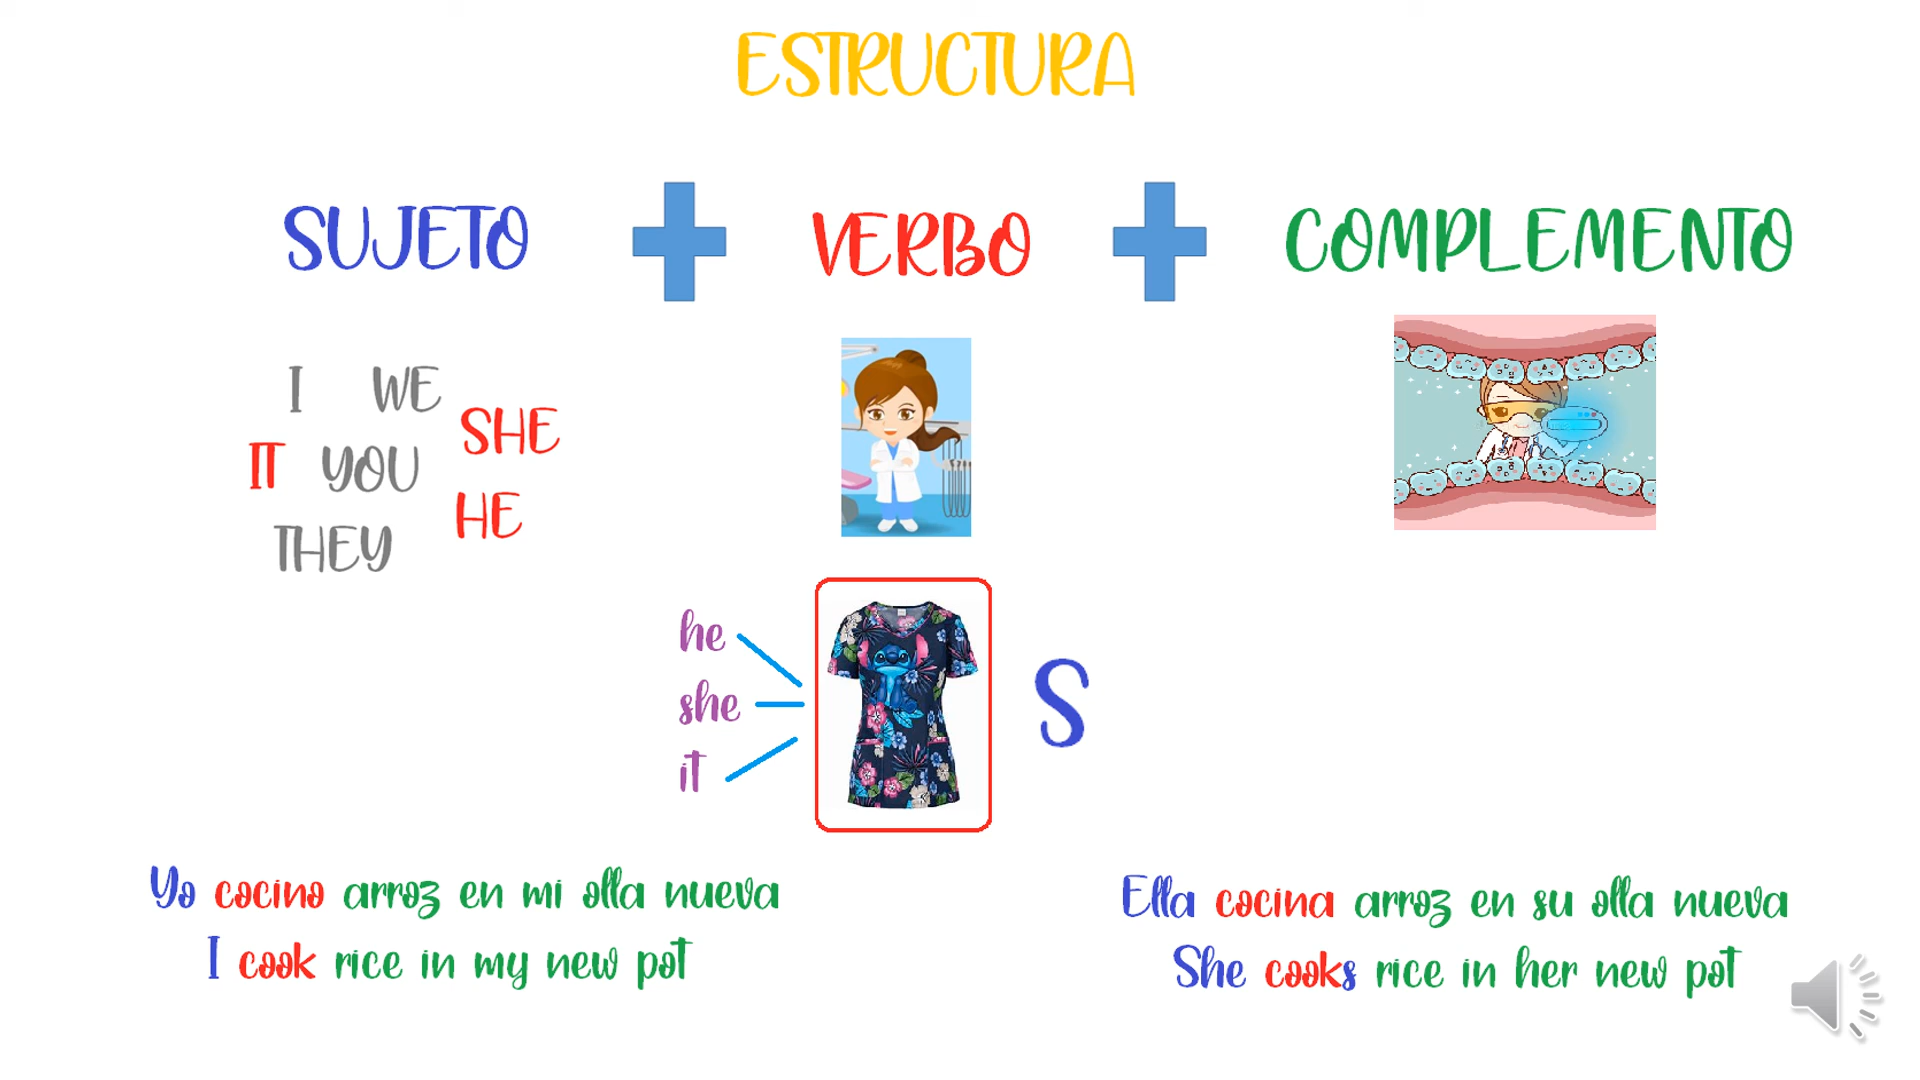 ESTRUCTURA
SUJETO + VERBO + COMPLEMENTO
I WE
SHE
IT YOU
HE
THEY
he
she
it
S
Yo cocino arroz en mi olla nueva
I cook rice in my new pot
Ella cocina arroz en su olla nueva
She cooks rice in her new pot